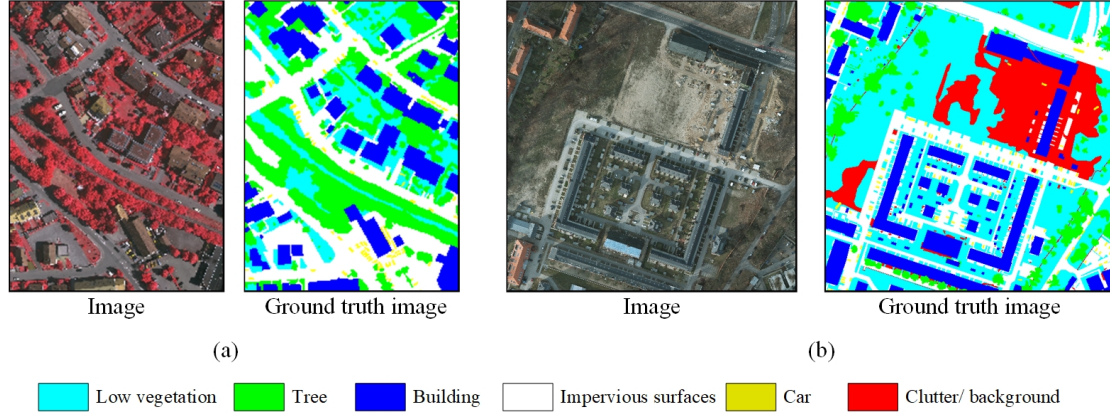 Image
Ground truth image
Image
Ground truth image
(a)
(b)
Low vegetation
Tree
Building
Impervious surfaces
Car
Clutter/ background